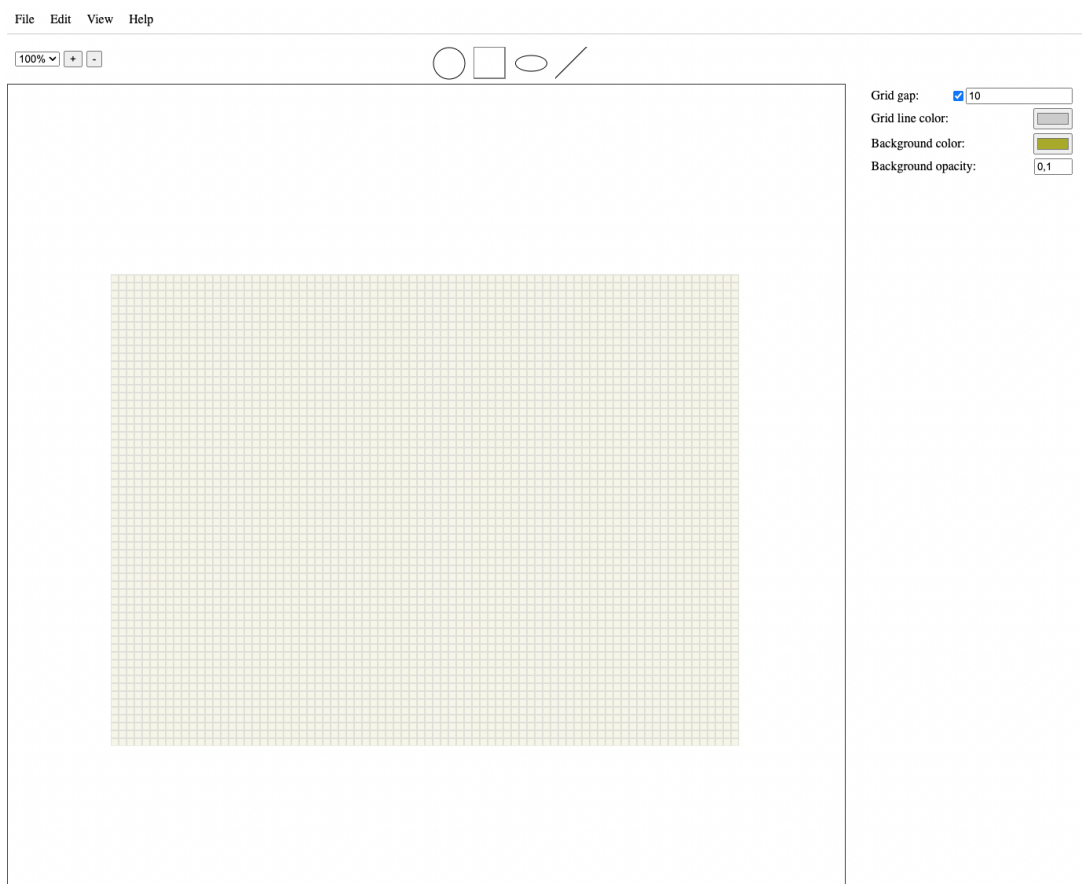 File Edit View Help
100% + -
Grid gap: 10
Grid line color:
Background color:
Background opacity: 0,1